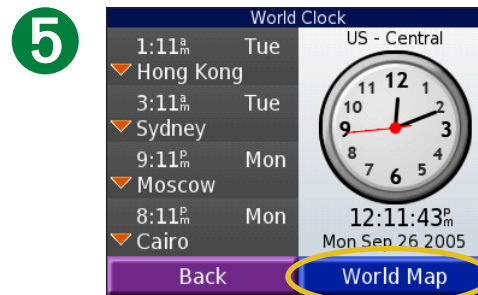 5
World Clock
1:11am Tue
Hong Kong
3:11am Tue
Sydney
9:11pm Mon
Moscow
8:11pm Mon
Cairo
US - Central
11 12 1
10 2
9 3
8 4
7 6 5
12:11:43pm
Mon Sep 26 2005
Back
World Map